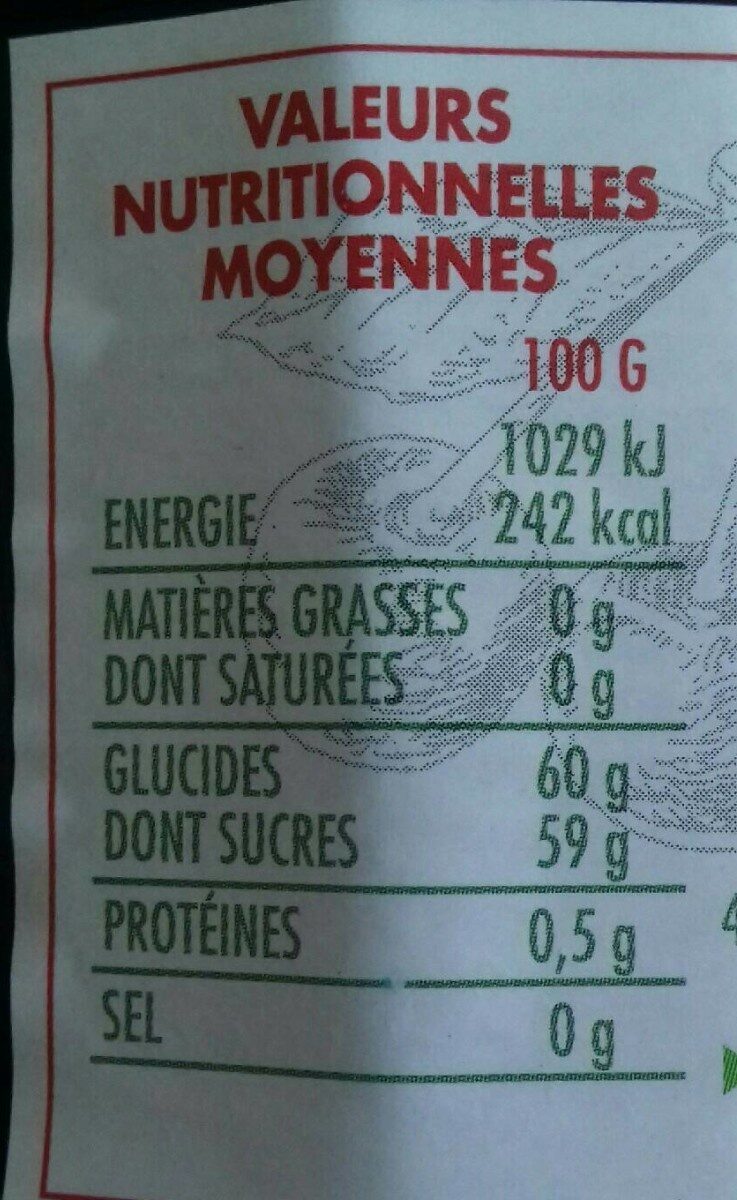 VALEURS
NUTRITIONNELLES
MOYENNES
100 G
1029 kJ
ENERGIE 242 kcal
MATIÈRES GRASSES 0 g
DONT SATURÉES 0 g
GLUCIDES 60 g
DONT SUCRES 59 g
PROTÉINES 0,5 g
SEL 0 g